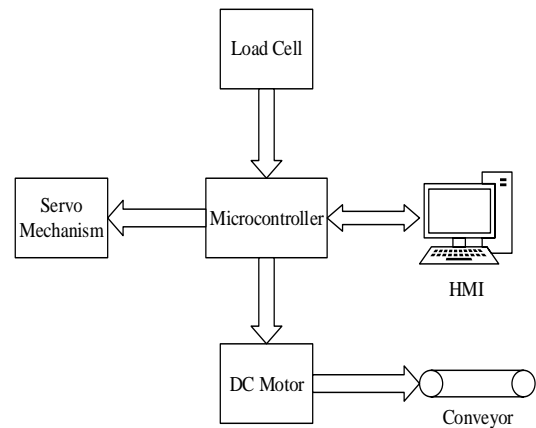 Load Cell
Servo
Mechanism
Microcontroller
HMI
DC Motor
Conveyor